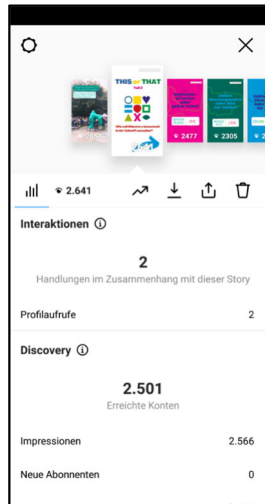 THIS or THAT
2477
2305
2.641
Interaktionen
2
Handlungen im Zusammenhang mit dieser Story
Profilaufrufe 2
Discovery
2.501
Erreichte Konten
Impressionen 2.566
Neue Abonnenten 0